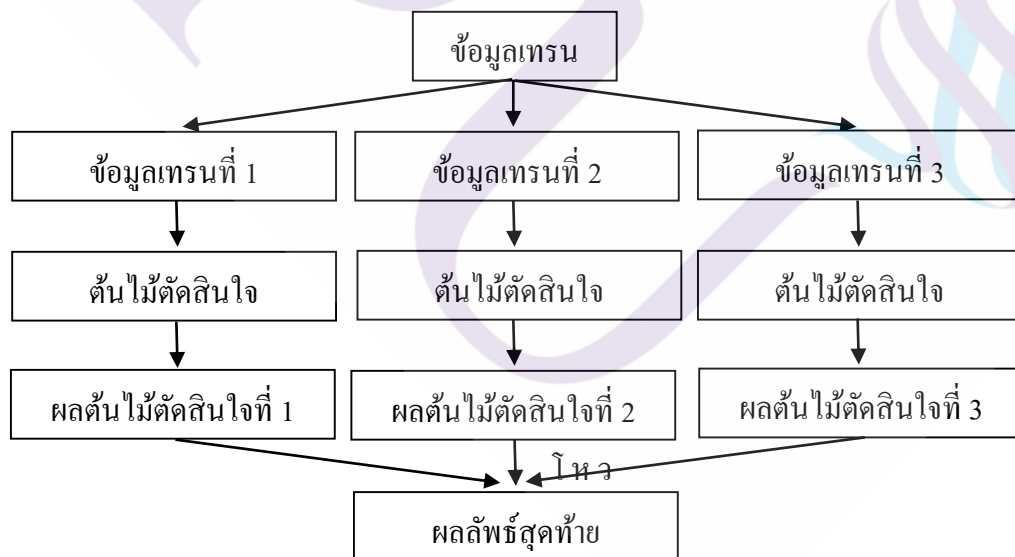 ข้อมูลเทรน
ข้อมูลเทรนที่ 1 ข้อมูลเทรนที่ 2 ข้อมูลเทรนที่ 3
ต้นไม้ตัดสินใจ ต้นไม้ตัดสินใจ ต้นไม้ตัดสินใจ
ผลต้นไม้ตัดสินใจที่ 1 ผลต้นไม้ตัดสินใจที่ 2 ผลต้นไม้ตัดสินใจที่ 3
โหว
ผลลัพธ์สุดท้าย